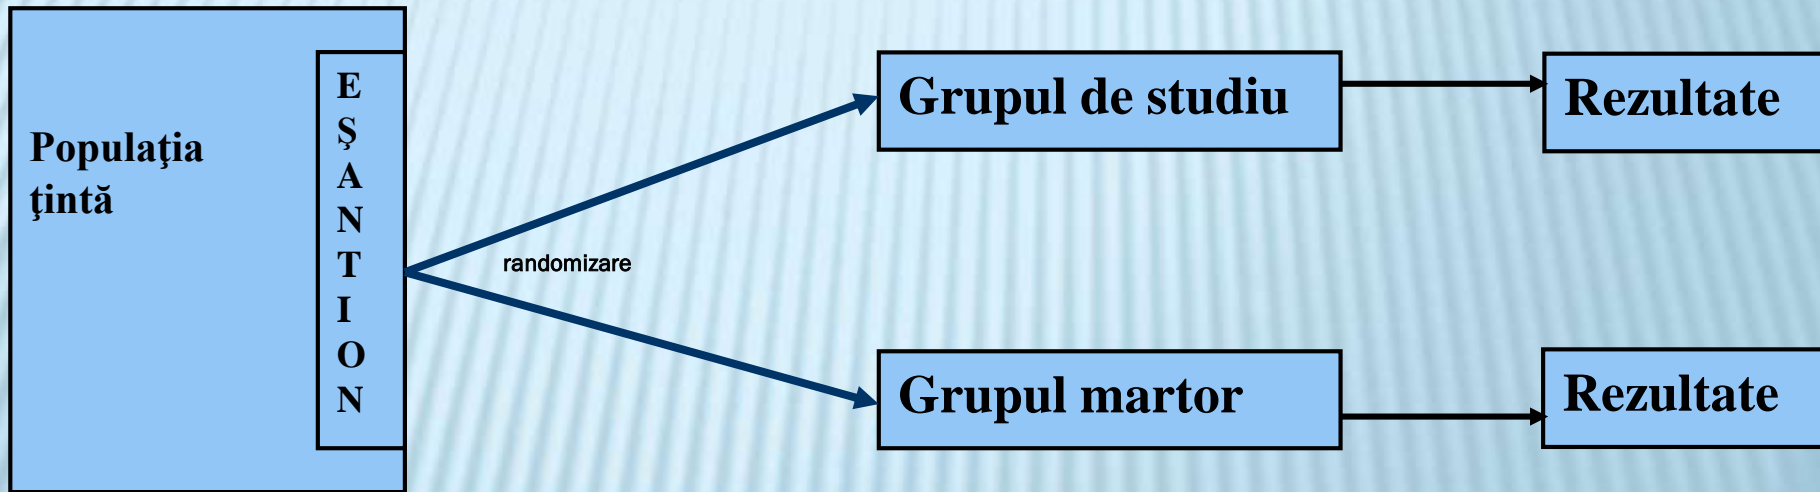 Populaţia
ţintă
E
Ş
A
N
T
I
O
N
randomizare
Grupul de studiu
Rezultate
Grupul martor
Rezultate